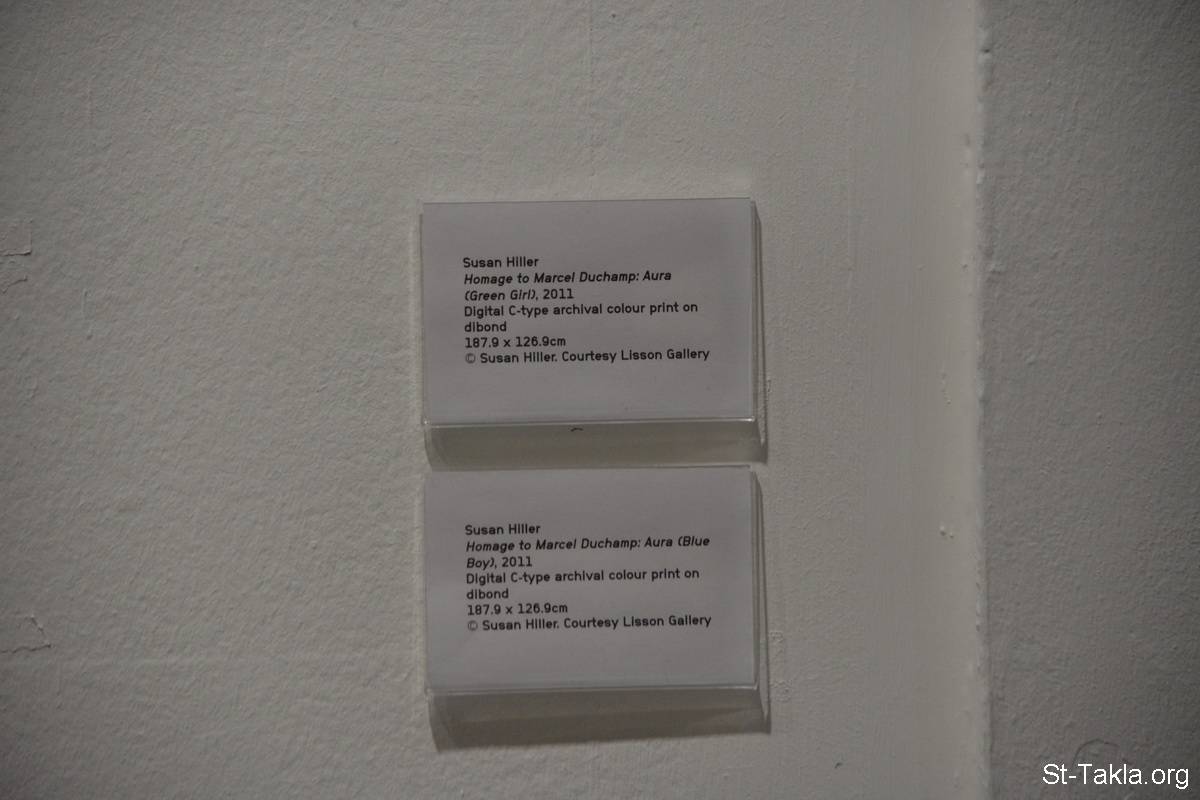 Susan Hiller
Homage to Marcel Duchamp: Aura
(Green Girl), 2011
Digital C-type archival colour print on
dibond
187.9 x 126.9cm
© Susan Hiller. Courtesy Lisson Gallery
Susan Hiller
Homage to Marcel Duchamp: Aura (Blue
Boy), 2011
Digital C-type archival colour print on
dibond
187.9 x 126.9cm
© Susan Hiller. Courtesy Lisson Gallery
St-Takla.org